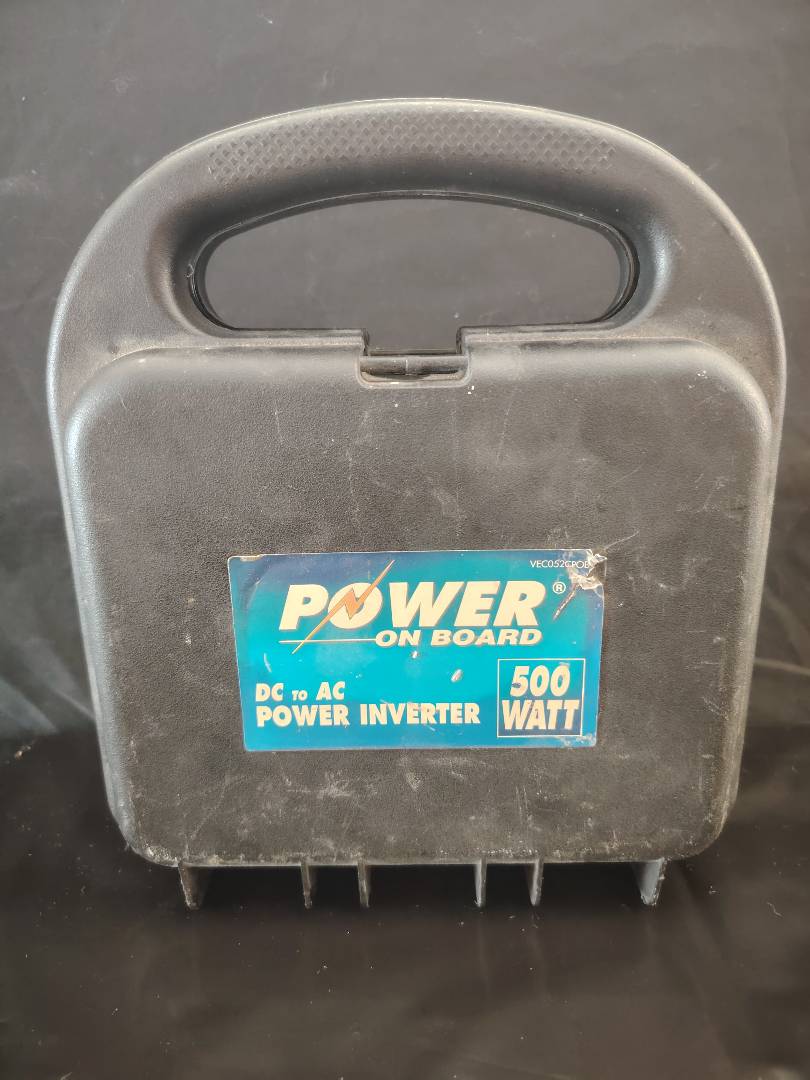 VEC052CPOB
POWER®
ON BOARD
DC TO AC
POWER INVERTER
500
WATT